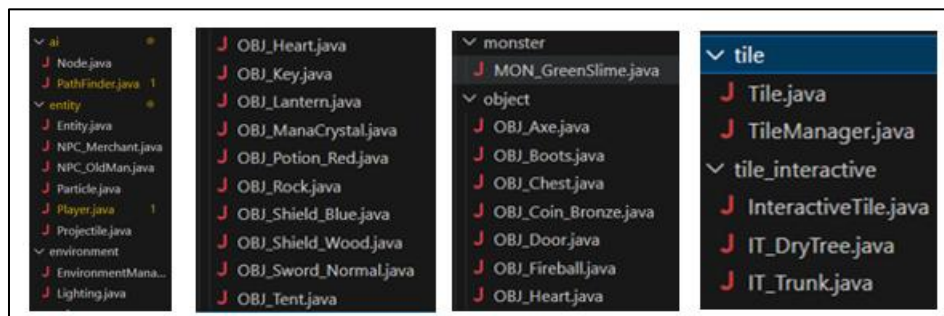 ai
J Node.java
J PathFinder.java 1
entity
J Entity.java
J NPC_Merchant.java
J NPC_OldMan.java
J Particle.java
J Player.java 1
J Projectile.java
environment
J EnvironmentMana...
J Lighting.java
J OBJ_Heart.java
J OBJ_Key.java
J OBJ_Lantern.java
J OBJ_ManaCrystal.java
J OBJ_Potion_Red.java
J OBJ_Rock.java
J OBJ_Shield_Blue.java
J OBJ_Shield_Wood.java
J OBJ_Sword_Normal.java
J OBJ_Tent.java
monster
J MON_GreenSlime.java
object
J OBJ_Axe.java
J OBJ_Boots.java
J OBJ_Chest.java
J OBJ_Coin_Bronze.java
J OBJ_Door.java
J OBJ_Fireball.java
J OBJ_Heart.java
tile
J Tile.java
J TileManager.java
tile_interactive
J InteractiveTile.java
J IT_DryTree.java
J IT_Trunk.java